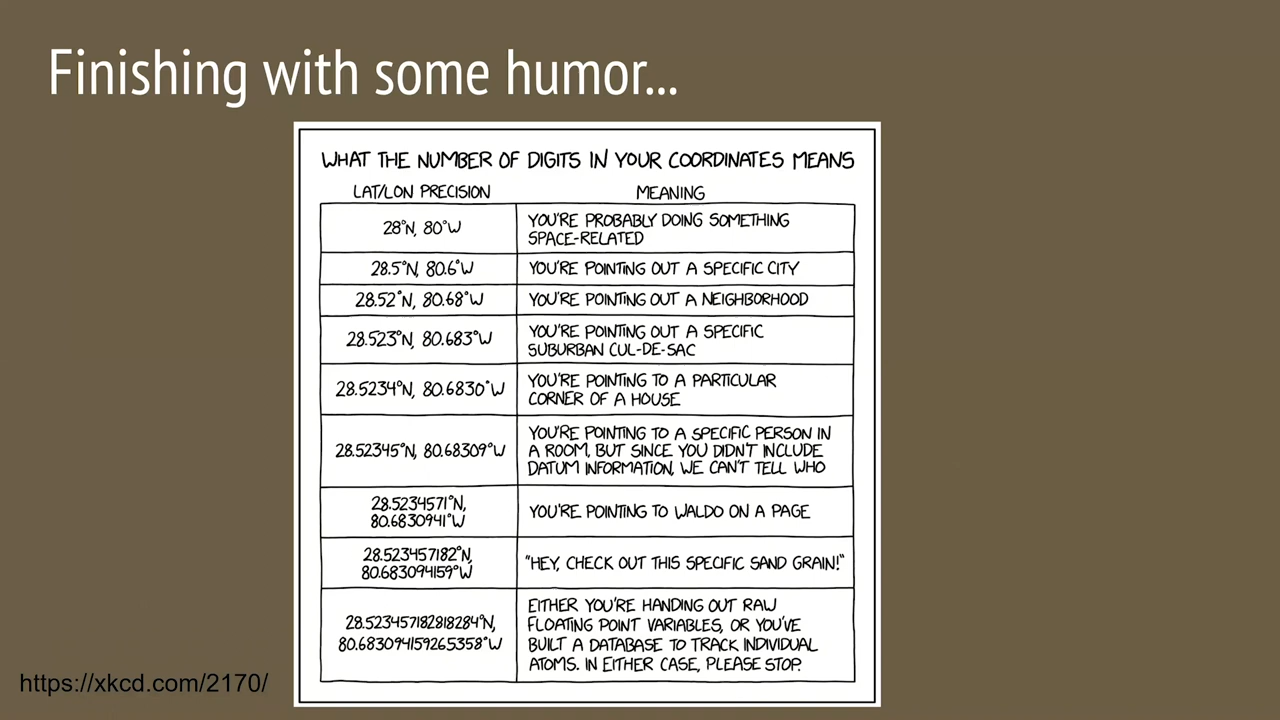 Finishing with some humor...
WHAT THE NUMBER OF DIGITS IN YOUR COORDINATES MEANS
LAT/LON PRECISION MEANING
28°N, 80°W YOU'RE PROBABLY DOING SOMETHING
SPACE-RELATED
28.5°N, 80.6°W YOU'RE POINTING OUT A SPECIFIC CITY
28.52°N, 80.68°W YOU'RE POINTING OUT A NEIGHBORHOOD
28.523°N, 80.683°W YOU'RE POINTING OUT A SPECIFIC
SUBURBAN CUL-DE-SAC
28.5234°N, 80.6830°W YOU'RE POINTING TO A PARTICULAR
CORNER OF A HOUSE
28.52345°N, 80.68309°W YOU'RE POINTING TO A SPECIFIC PERSON IN
A ROOM, BUT SINCE YOU DIDN'T INCLUDE
DATUM INFORMATION, WE CAN'T TELL WHO
28.5234571°N,
80.6830941°W
YOU'RE POINTING TO WALDO ON A PAGE
28.523457182°N,
80.683094159°W
"HEY, CHECK OUT THIS SPECIFIC SAND GRAIN!"
28.523457182818284°N,
80.683094159265358°W
EITHER YOU'RE HANDING OUT RAW
FLOATING POINT VARIABLES, OR YOU'VE
BUILT A DATABASE TO TRACK INDIVIDUAL
ATOMS. IN EITHER CASE, PLEASE STOP.
https://xkcd.com/2170/